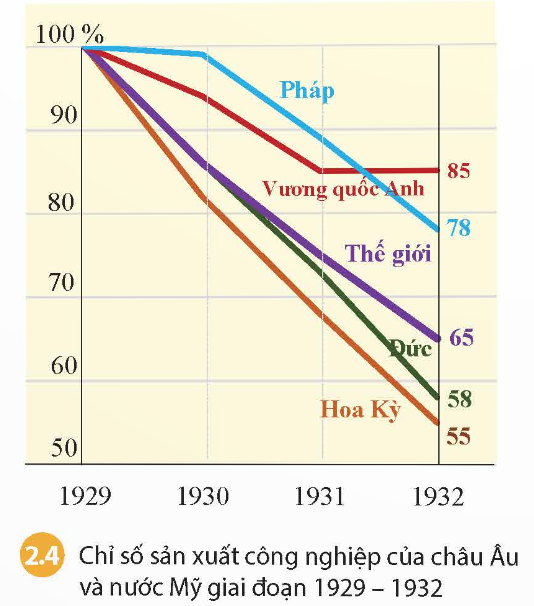 100 %
Pháp
90
Vương quốc Anh
85
80
78
Thế giới
70
65
Đức
60
58
Hoa Kỳ
55
50
1929 1930 1931 1932
2.4 Chỉ số sản xuất công nghiệp của châu Âu
và nước Mỹ giai đoạn 1929 – 1932